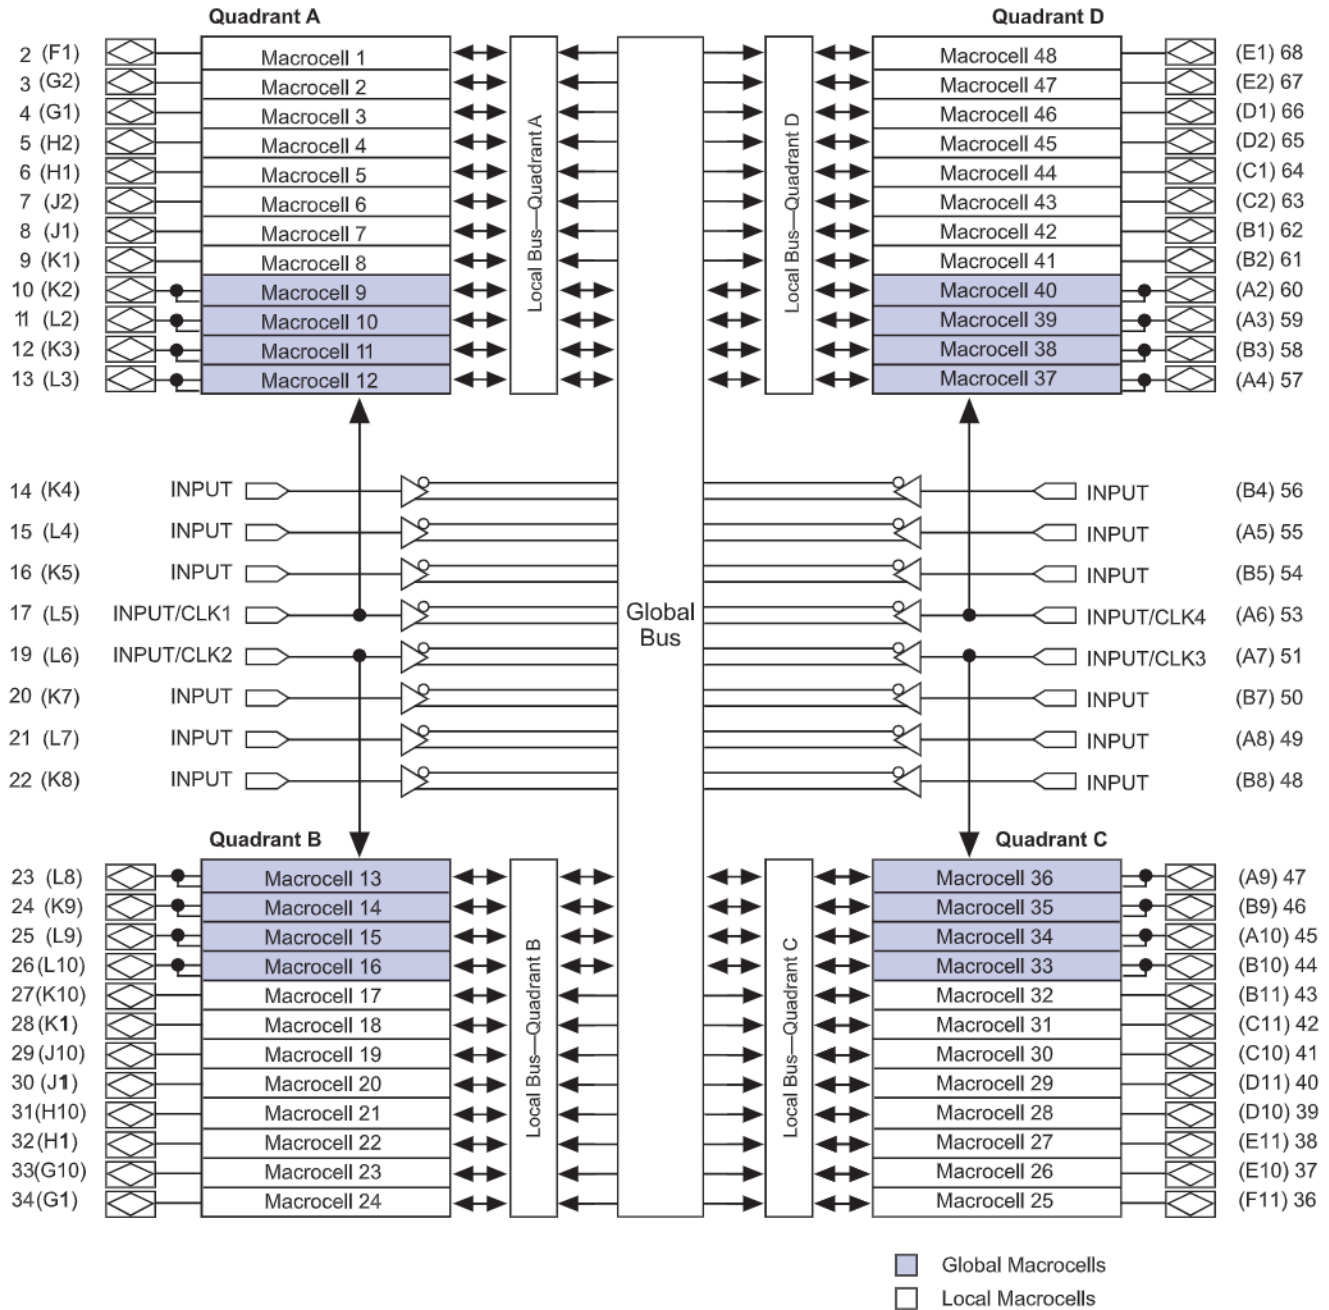 Quadrant A Quadrant D
2 (F1) Macrocell 1 Macrocell 48 (E1) 68
3 (G2) Macrocell 2 Macrocell 47 (E2) 67
4 (G1) Macrocell 3 Macrocell 46 (D1) 66
5 (H2) Macrocell 4 Macrocell 45 (D2) 65
6 (H1) Macrocell 5 Macrocell 44 (C1) 64
7 (J2) Macrocell 6 Macrocell 43 (C2) 63
8 (J1) Macrocell 7 Macrocell 42 (B1) 62
9 (K1) Macrocell 8 Macrocell 41 (B2) 61
10 (K2) Macrocell 9 Macrocell 40 (A2) 60
11 (L2) Macrocell 10 Macrocell 39 (A3) 59
12 (K3) Macrocell 11 Macrocell 38 (B3) 58
13 (L3) Macrocell 12 Macrocell 37 (A4) 57
Local Bus—Quadrant A
Local Bus—Quadrant D
14 (K4) INPUT INPUT (B4) 56
15 (L4) INPUT INPUT (A5) 55
16 (K5) INPUT INPUT (B5) 54
17 (L5) INPUT/CLK1 INPUT/CLK4 (A6) 53
Global
Bus
19 (L6) INPUT/CLK2 INPUT/CLK3 (A7) 51
20 (K7) INPUT INPUT (B7) 50
21 (L7) INPUT INPUT (A8) 49
22 (K8) INPUT INPUT (B8) 48
Quadrant B Quadrant C
23 (L8) Macrocell 13 Macrocell 36 (A9) 47
24 (K9) Macrocell 14 Macrocell 35 (B9) 46
25 (L9) Macrocell 15 Macrocell 34 (A10) 45
26(L10) Macrocell 16 Macrocell 33 (B10) 44
27(K10) Macrocell 17 Macrocell 32 (B11) 43
28(K1) Macrocell 18 Macrocell 31 (C11) 42
29(J10) Macrocell 19 Macrocell 30 (C10) 41
30(J1) Macrocell 20 Macrocell 29 (D11) 40
31(H10) Macrocell 21 Macrocell 28 (D10) 39
32(H1) Macrocell 22 Macrocell 27 (E11) 38
33(G10) Macrocell 23 Macrocell 26 (E10) 37
34(G1) Macrocell 24 Macrocell 25 (F11) 36
Local Bus—Quadrant B
Local Bus—Quadrant C
Global Macrocells
Local Macrocells